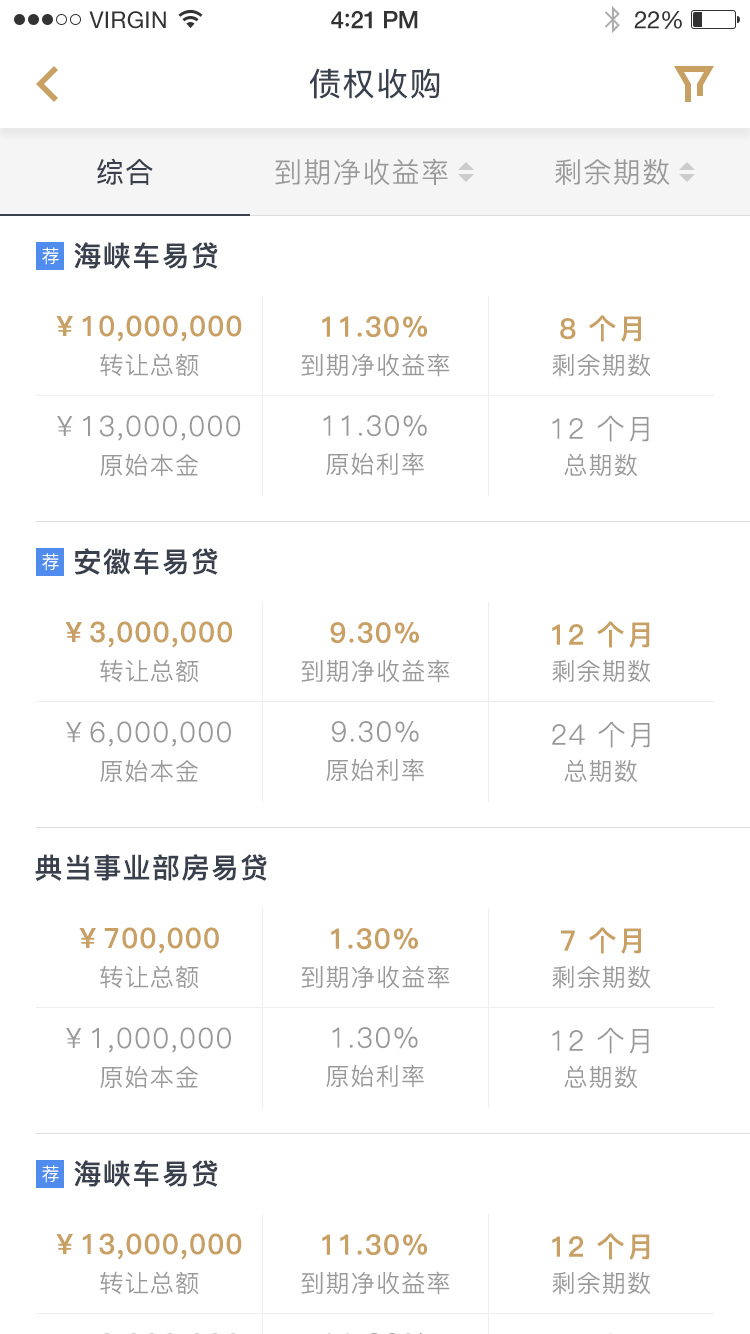 VIRGIN 4:21 PM 22%
债权收购
综合 到期净收益率 剩余期数
荐 海峡车易贷
¥10,000,000 11.30% 8 个月
转让总额 到期净收益率 剩余期数
¥13,000,000 11.30% 12 个月
原始本金 原始利率 总期数
荐 安徽车易贷
¥3,000,000 9.30% 12 个月
转让总额 到期净收益率 剩余期数
¥6,000,000 9.30% 24 个月
原始本金 原始利率 总期数
典当事业部房易贷
¥700,000 1.30% 7 个月
转让总额 到期净收益率 剩余期数
¥1,000,000 1.30% 12 个月
原始本金 原始利率 总期数
荐 海峡车易贷
¥13,000,000 11.30% 12 个月
转让总额 到期净收益率 剩余期数